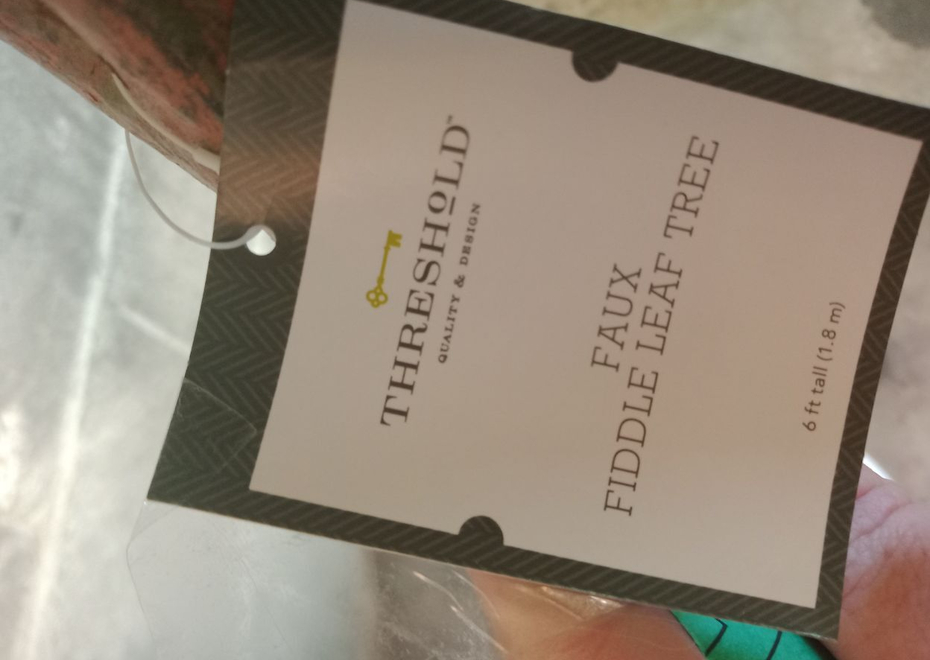 THRESHOLD™
QUALITY & DESIGN
FAUX
FIDDLE LEAF TREE
6 ft tall (1.8 m)